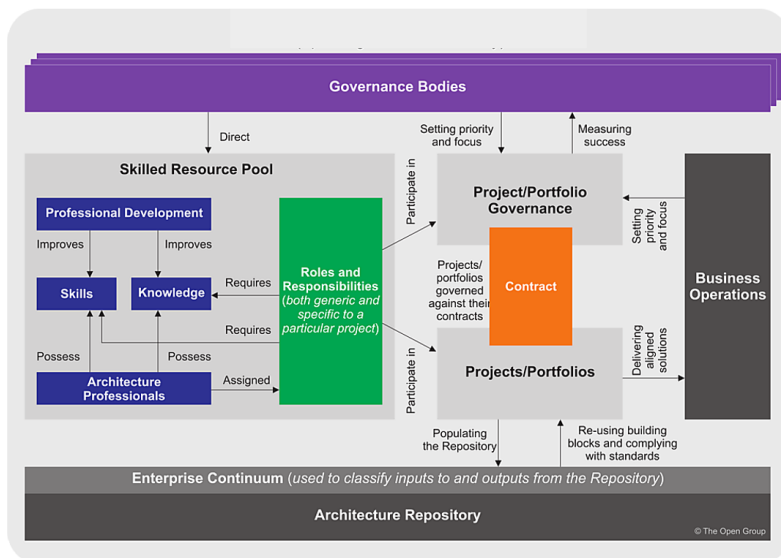 Governance Bodies
Direct
Setting priority
and focus
Measuring
success
Skilled Resource Pool
Professional Development
Improves
Improves
Skills
Knowledge
Possess
Possess
Architecture
Professionals
Requires
Requires
Assigned
Roles and
Responsibilities
(both generic and
specific to a
particular project)
Participate in
Participate in
Project/Portfolio
Governance
Projects/
portfolios
governed
against their
contracts
Contract
Projects/Portfolios
Setting
priority
and focus
Delivering
aligned
solutions
Business
Operations
Populating
the Repository
Re-using building
blocks and complying
with standards
Enterprise Continuum (used to classify inputs to and outputs from the Repository)
Architecture Repository
© The Open Group